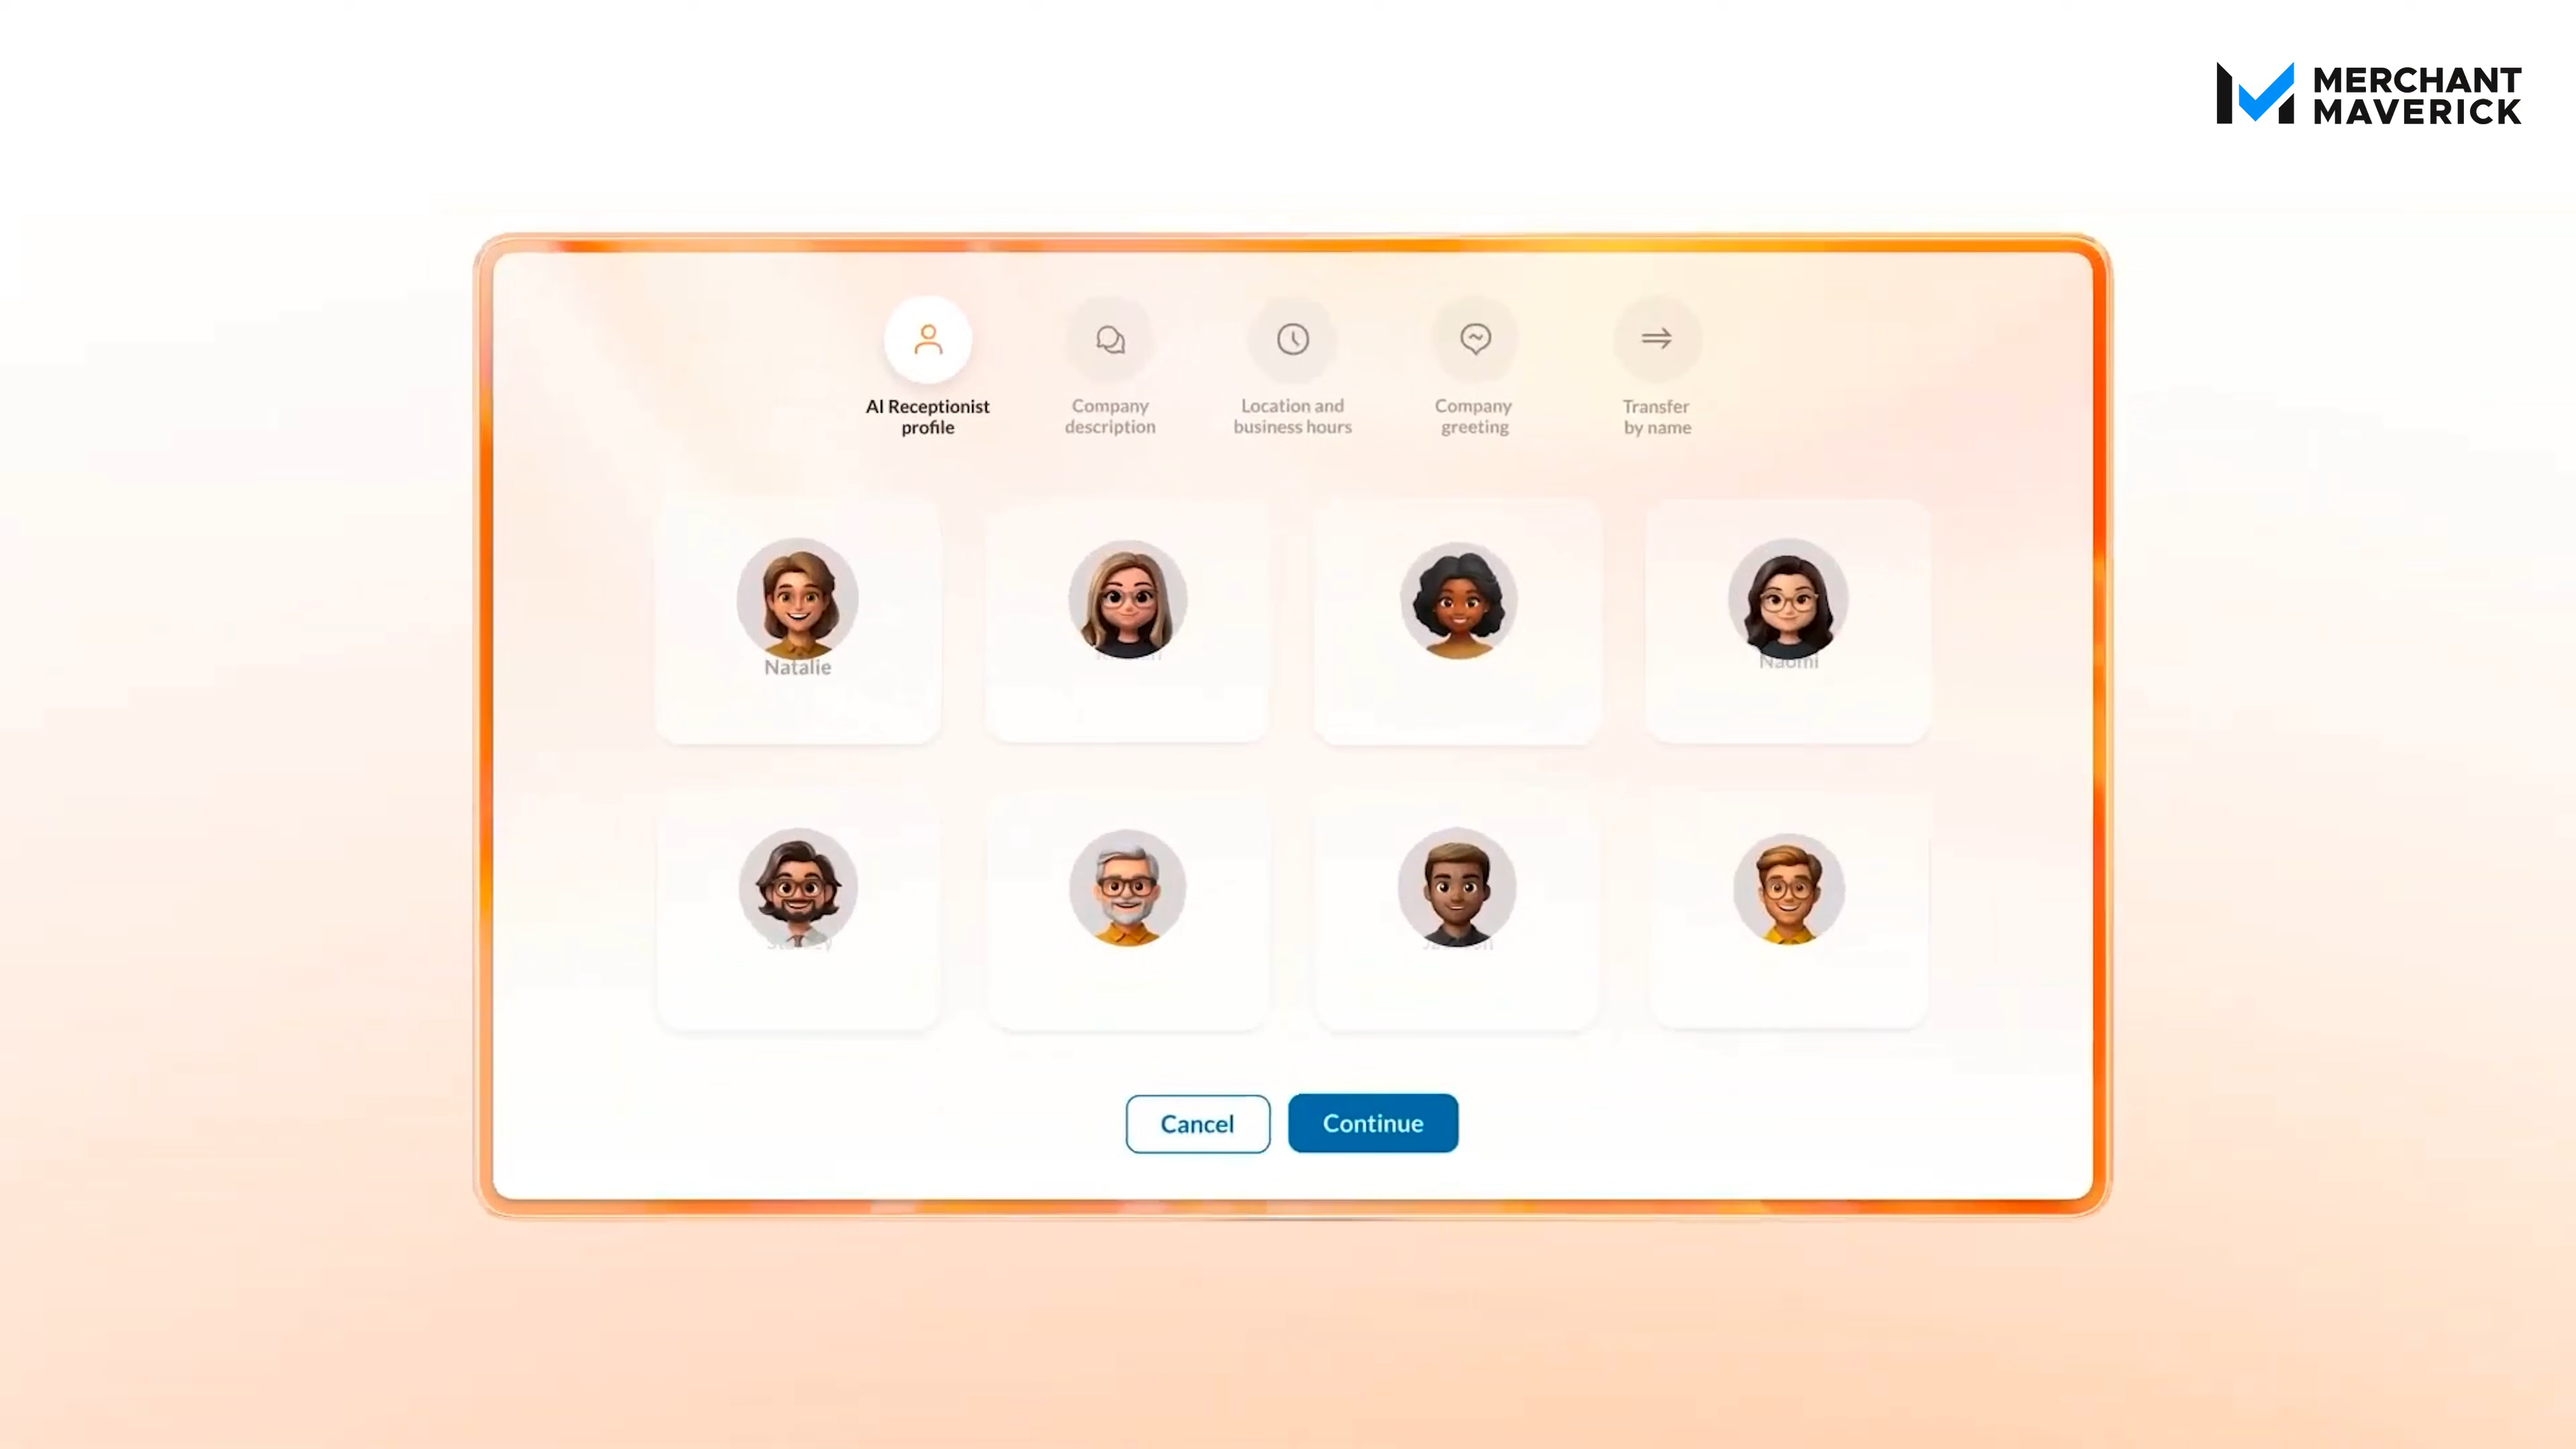 MERCHANT
MAVERICK
AI Receptionist
profile
Company
description
Location and
business hours
Company
greeting
Transfer
by name
Natalie
Naomi
Cancel
Continue